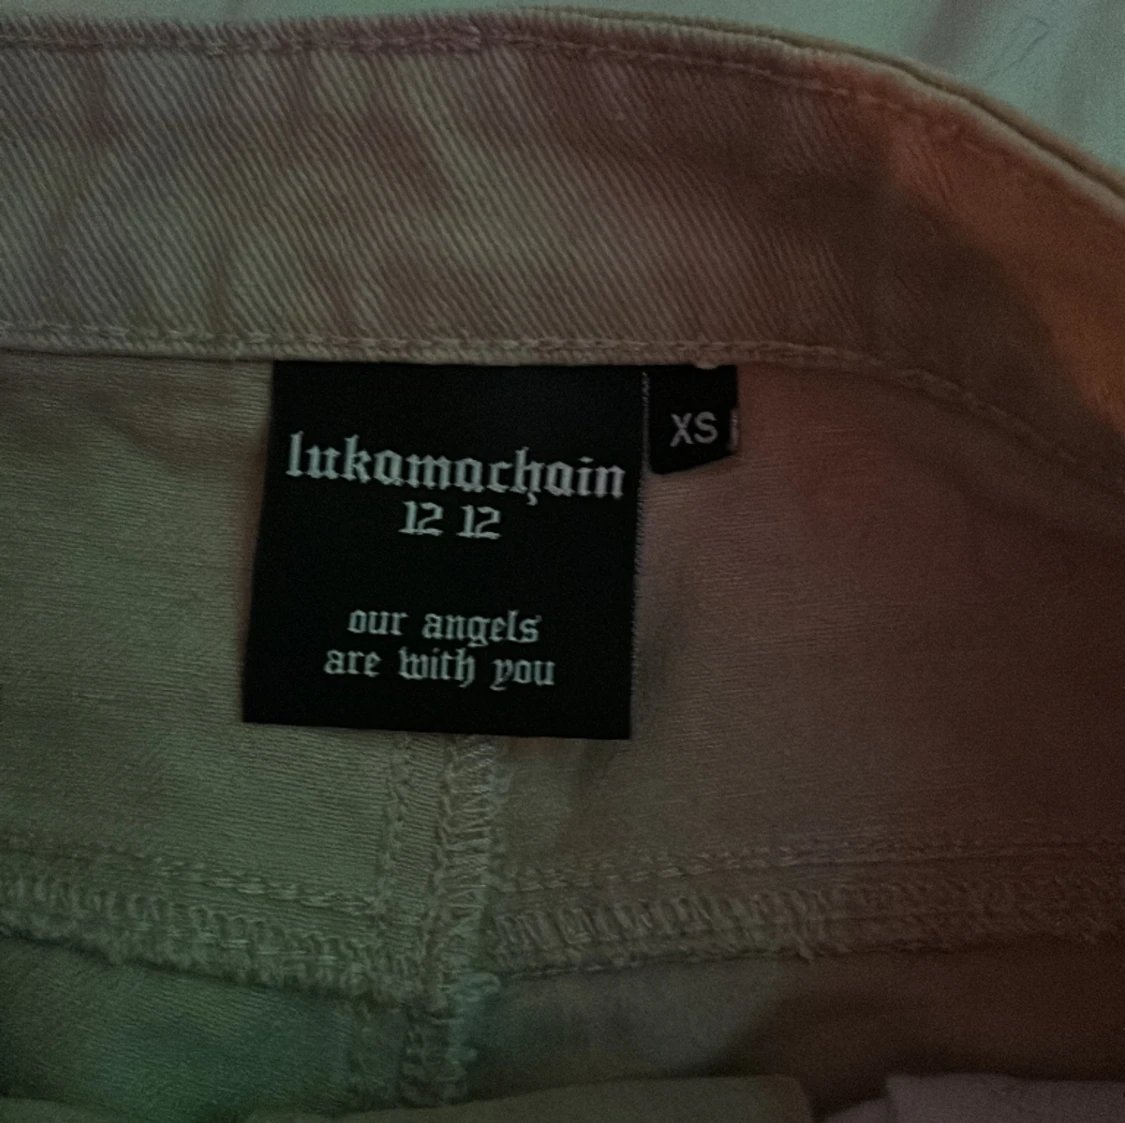 lukamachain
12 12
our angels
are with you
XS